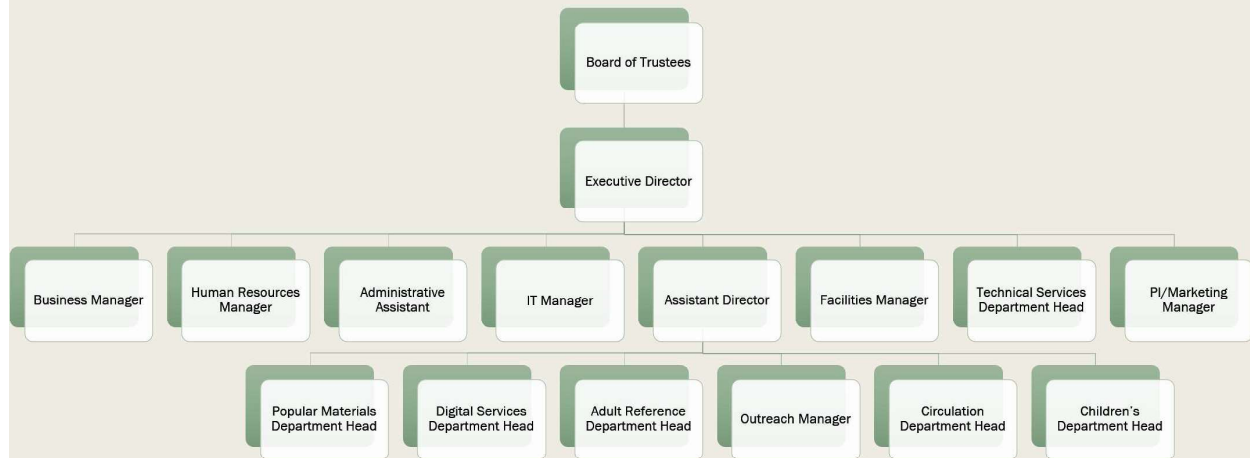 Board of Trustees
Executive Director
Business Manager
Human Resources
Manager
Administrative
Assistant
IT Manager
Assistant Director
Facilities Manager
Technical Services
Department Head
PI/Marketing
Manager
Popular Materials
Department Head
Digital Services
Department Head
Adult Reference
Department Head
Outreach Manager
Circulation
Department Head
Children's
Department Head